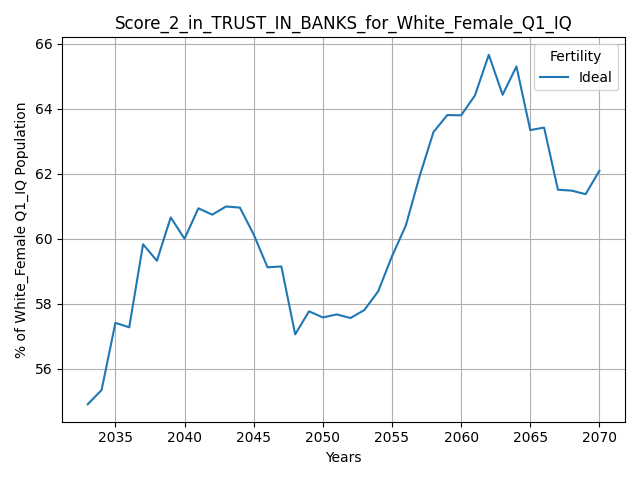 Score_2_in_TRUST_IN_BANKS_for_White_Female_Q1_IQ
Fertility
Ideal
% of White_Female Q1_IQ Population
66
64
62
60
58
56
2035 2040 2045 2050 2055 2060 2065 2070
Years